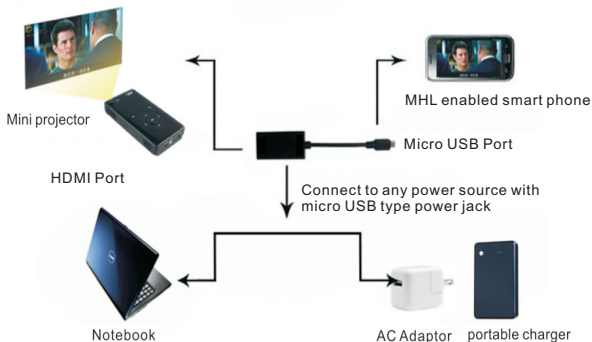 MHL enabled smart phone
Mini projector
Micro USB Port
HDMI Port
Connect to any power source with
micro USB type power jack
Notebook
AC Adaptor
portable charger